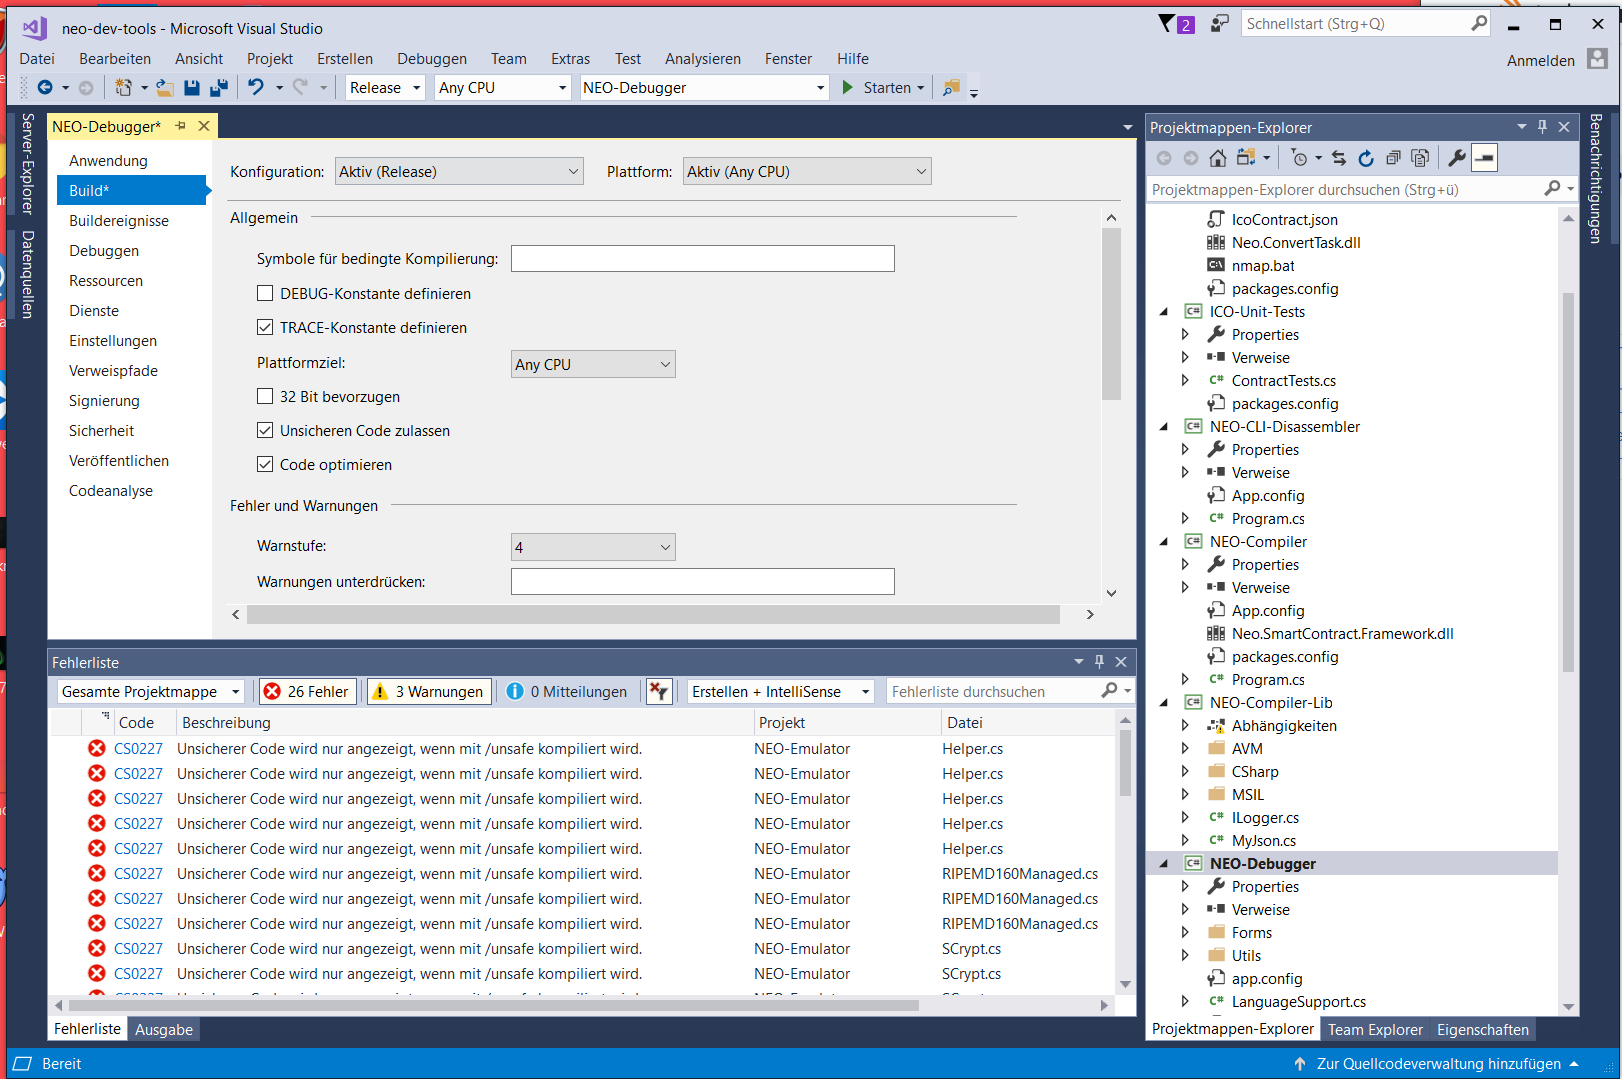 neo-dev-tools - Microsoft Visual Studio
2
Schnellstart (Strg+Q)
Datei Bearbeiten Ansicht Projekt Erstellen Debuggen Team Extras Test Analysieren Fenster Hilfe
Anmelden
Release Any CPU NEO-Debugger Starten
Server-Explorer
Datenquellen
NEO-Debugger*
Anwendung
Build*
Buildereignisse
Debuggen
Ressourcen
Dienste
Einstellungen
Verweispfade
Signierung
Sicherheit
Veröffentlichen
Codeanalyse
Konfiguration: Aktiv (Release) Plattform: Aktiv (Any CPU)
Allgemein
Symbole für bedingte Kompilierung:
DEBUG-Konstante definieren
TRACE-Konstante definieren
Plattformziel: Any CPU
32 Bit bevorzugen
Unsicheren Code zulassen
Code optimieren
Fehler und Warnungen
Warnstufe: 4
Warnungen unterdrücken:
Fehlerliste
Gesamte Projektmappe 26 Fehler 3 Warnungen 0 Mitteilungen Erstellen + IntelliSense Fehlerliste durchsuchen
Code Beschreibung Projekt Datei
CS0227 Unsicherer Code wird nur angezeigt, wenn mit /unsafe kompiliert wird. NEO-Emulator Helper.cs
CS0227 Unsicherer Code wird nur angezeigt, wenn mit /unsafe kompiliert wird. NEO-Emulator Helper.cs
CS0227 Unsicherer Code wird nur angezeigt, wenn mit /unsafe kompiliert wird. NEO-Emulator Helper.cs
CS0227 Unsicherer Code wird nur angezeigt, wenn mit /unsafe kompiliert wird. NEO-Emulator Helper.cs
CS0227 Unsicherer Code wird nur angezeigt, wenn mit /unsafe kompiliert wird. NEO-Emulator Helper.cs
CS0227 Unsicherer Code wird nur angezeigt, wenn mit /unsafe kompiliert wird. NEO-Emulator RIPEMD160Managed.cs
CS0227 Unsicherer Code wird nur angezeigt, wenn mit /unsafe kompiliert wird. NEO-Emulator RIPEMD160Managed.cs
CS0227 Unsicherer Code wird nur angezeigt, wenn mit /unsafe kompiliert wird. NEO-Emulator RIPEMD160Managed.cs
CS0227 Unsicherer Code wird nur angezeigt, wenn mit /unsafe kompiliert wird. NEO-Emulator SCrypt.cs
CS0227 Unsicherer Code wird nur angezeigt, wenn mit /unsafe kompiliert wird. NEO-Emulator SCrypt.cs
Fehlerliste Ausgabe
Projektmappen-Explorer
Projektmappen-Explorer durchsuchen (Strg+ü)
IcoContract.json
Neo.ConvertTask.dll
nmap.bat
packages.config
C# ICO-Unit-Tests
Properties
Verweise
C# ContractTests.cs
packages.config
C# NEO-CLI-Disassembler
Properties
Verweise
App.config
C# Program.cs
C# NEO-Compiler
Properties
Verweise
App.config
Neo.SmartContract.Framework.dll
packages.config
C# Program.cs
C# NEO-Compiler-Lib
Abhängigkeiten
AVM
CSharp
MSIL
C# ILogger.cs
C# MyJson.cs
C# NEO-Debugger
Properties
Verweise
Forms
Utils
app.config
C# LanguageSupport.cs
Projektmappen-Explorer Team Explorer Eigenschaften
Benachrichtigungen
Bereit
Zur Quellcodeverwaltung hinzufügen